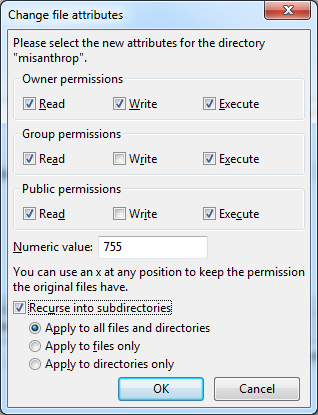 Change file attributes
Please select the new attributes for the directory
"misanthrop".
Owner permissions
Read Write Execute
Group permissions
Read Write Execute
Public permissions
Read Write Execute
Numeric value: 755
You can use an x at any position to keep the permission
the original files have.
Recurse into subdirectories
Apply to all files and directories
Apply to files only
Apply to directories only
OK Cancel